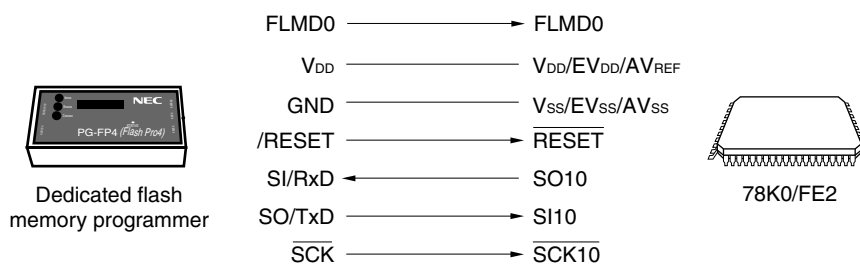 FLMD0 FLMD0
VDD VDD/EVDD/AVREF
GND VSS/EVSS/AVSS
/RESET RESET
SI/RxD SO10
SO/TxD SI10
SCK SCK10
NEC
PG-FP4 (Flash Pro4)
Dedicated flash
memory programmer
78K0/FE2